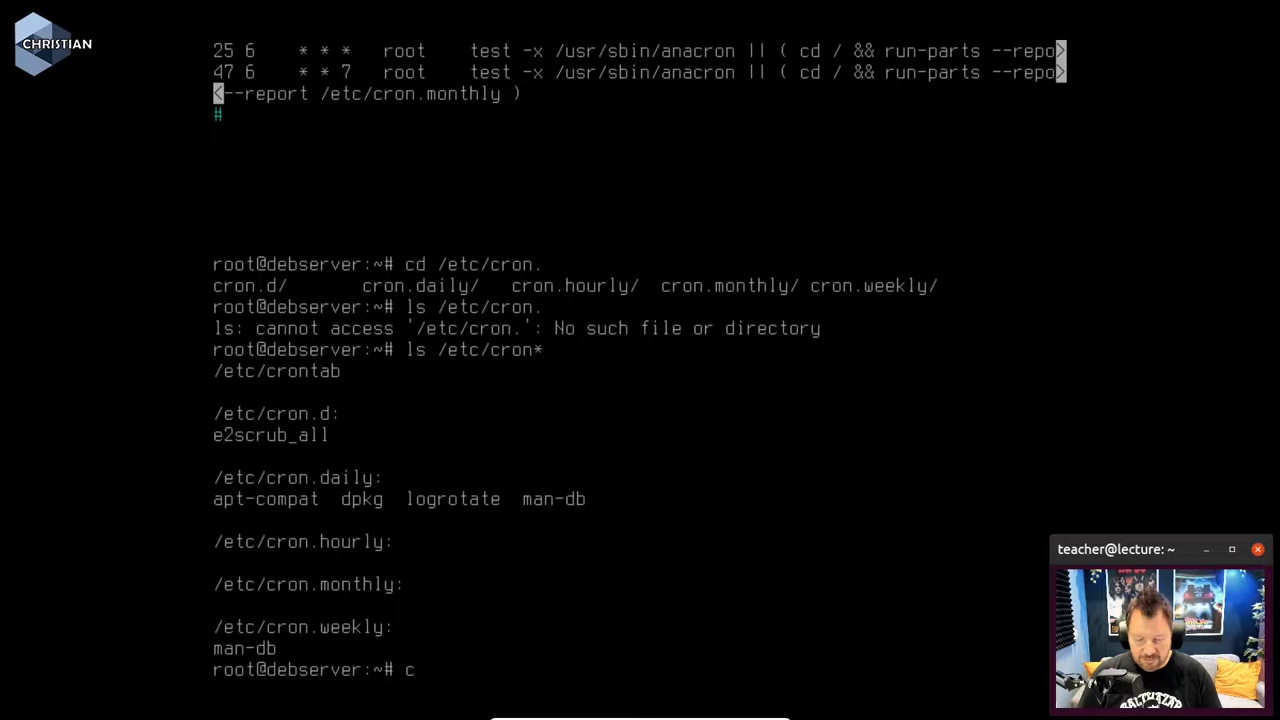 CHRISTIAN
25 6 * * * root test -x /usr/sbin/anacron || ( cd / && run-parts --repo>
47 6 * * 7 root test -x /usr/sbin/anacron || ( cd / && run-parts --repo>
<--report /etc/cron.monthly )
#
root@debserver:~# cd /etc/cron.
cron.d/ cron.daily/ cron.hourly/ cron.monthly/ cron.weekly/
root@debserver:~# ls /etc/cron.
ls: cannot access '/etc/cron.': No such file or directory
root@debserver:~# ls /etc/cron*
/etc/crontab
/etc/cron.d:
e2scrub_all
/etc/cron.daily:
apt-compat dpkg logrotate man-db
/etc/cron.hourly:
/etc/cron.monthly:
/etc/cron.weekly:
man-db
root@debserver:~# c
teacher@lecture: ~